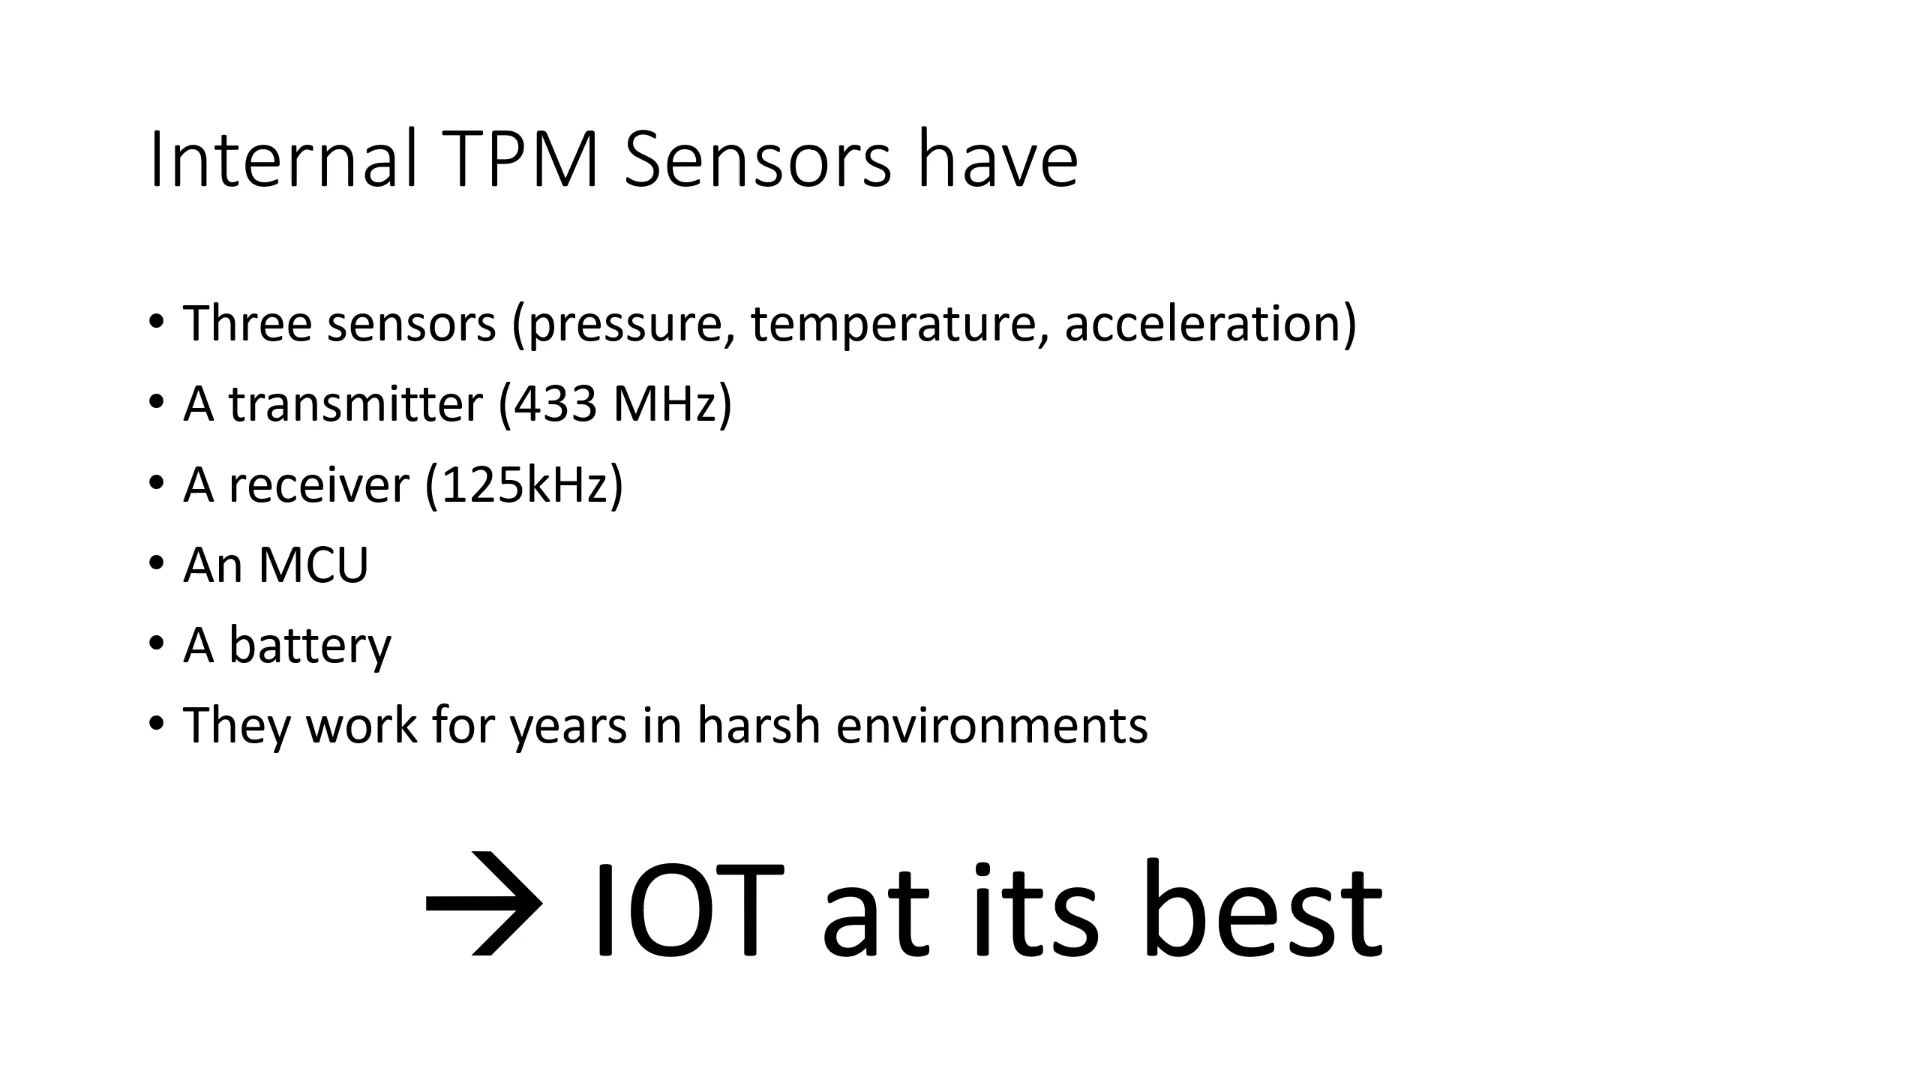 Internal TPM Sensors have
• Three sensors (pressure, temperature, acceleration)
• A transmitter (433 MHz)
• A receiver (125kHz)
• An MCU
• A battery
• They work for years in harsh environments
→ IOT at its best